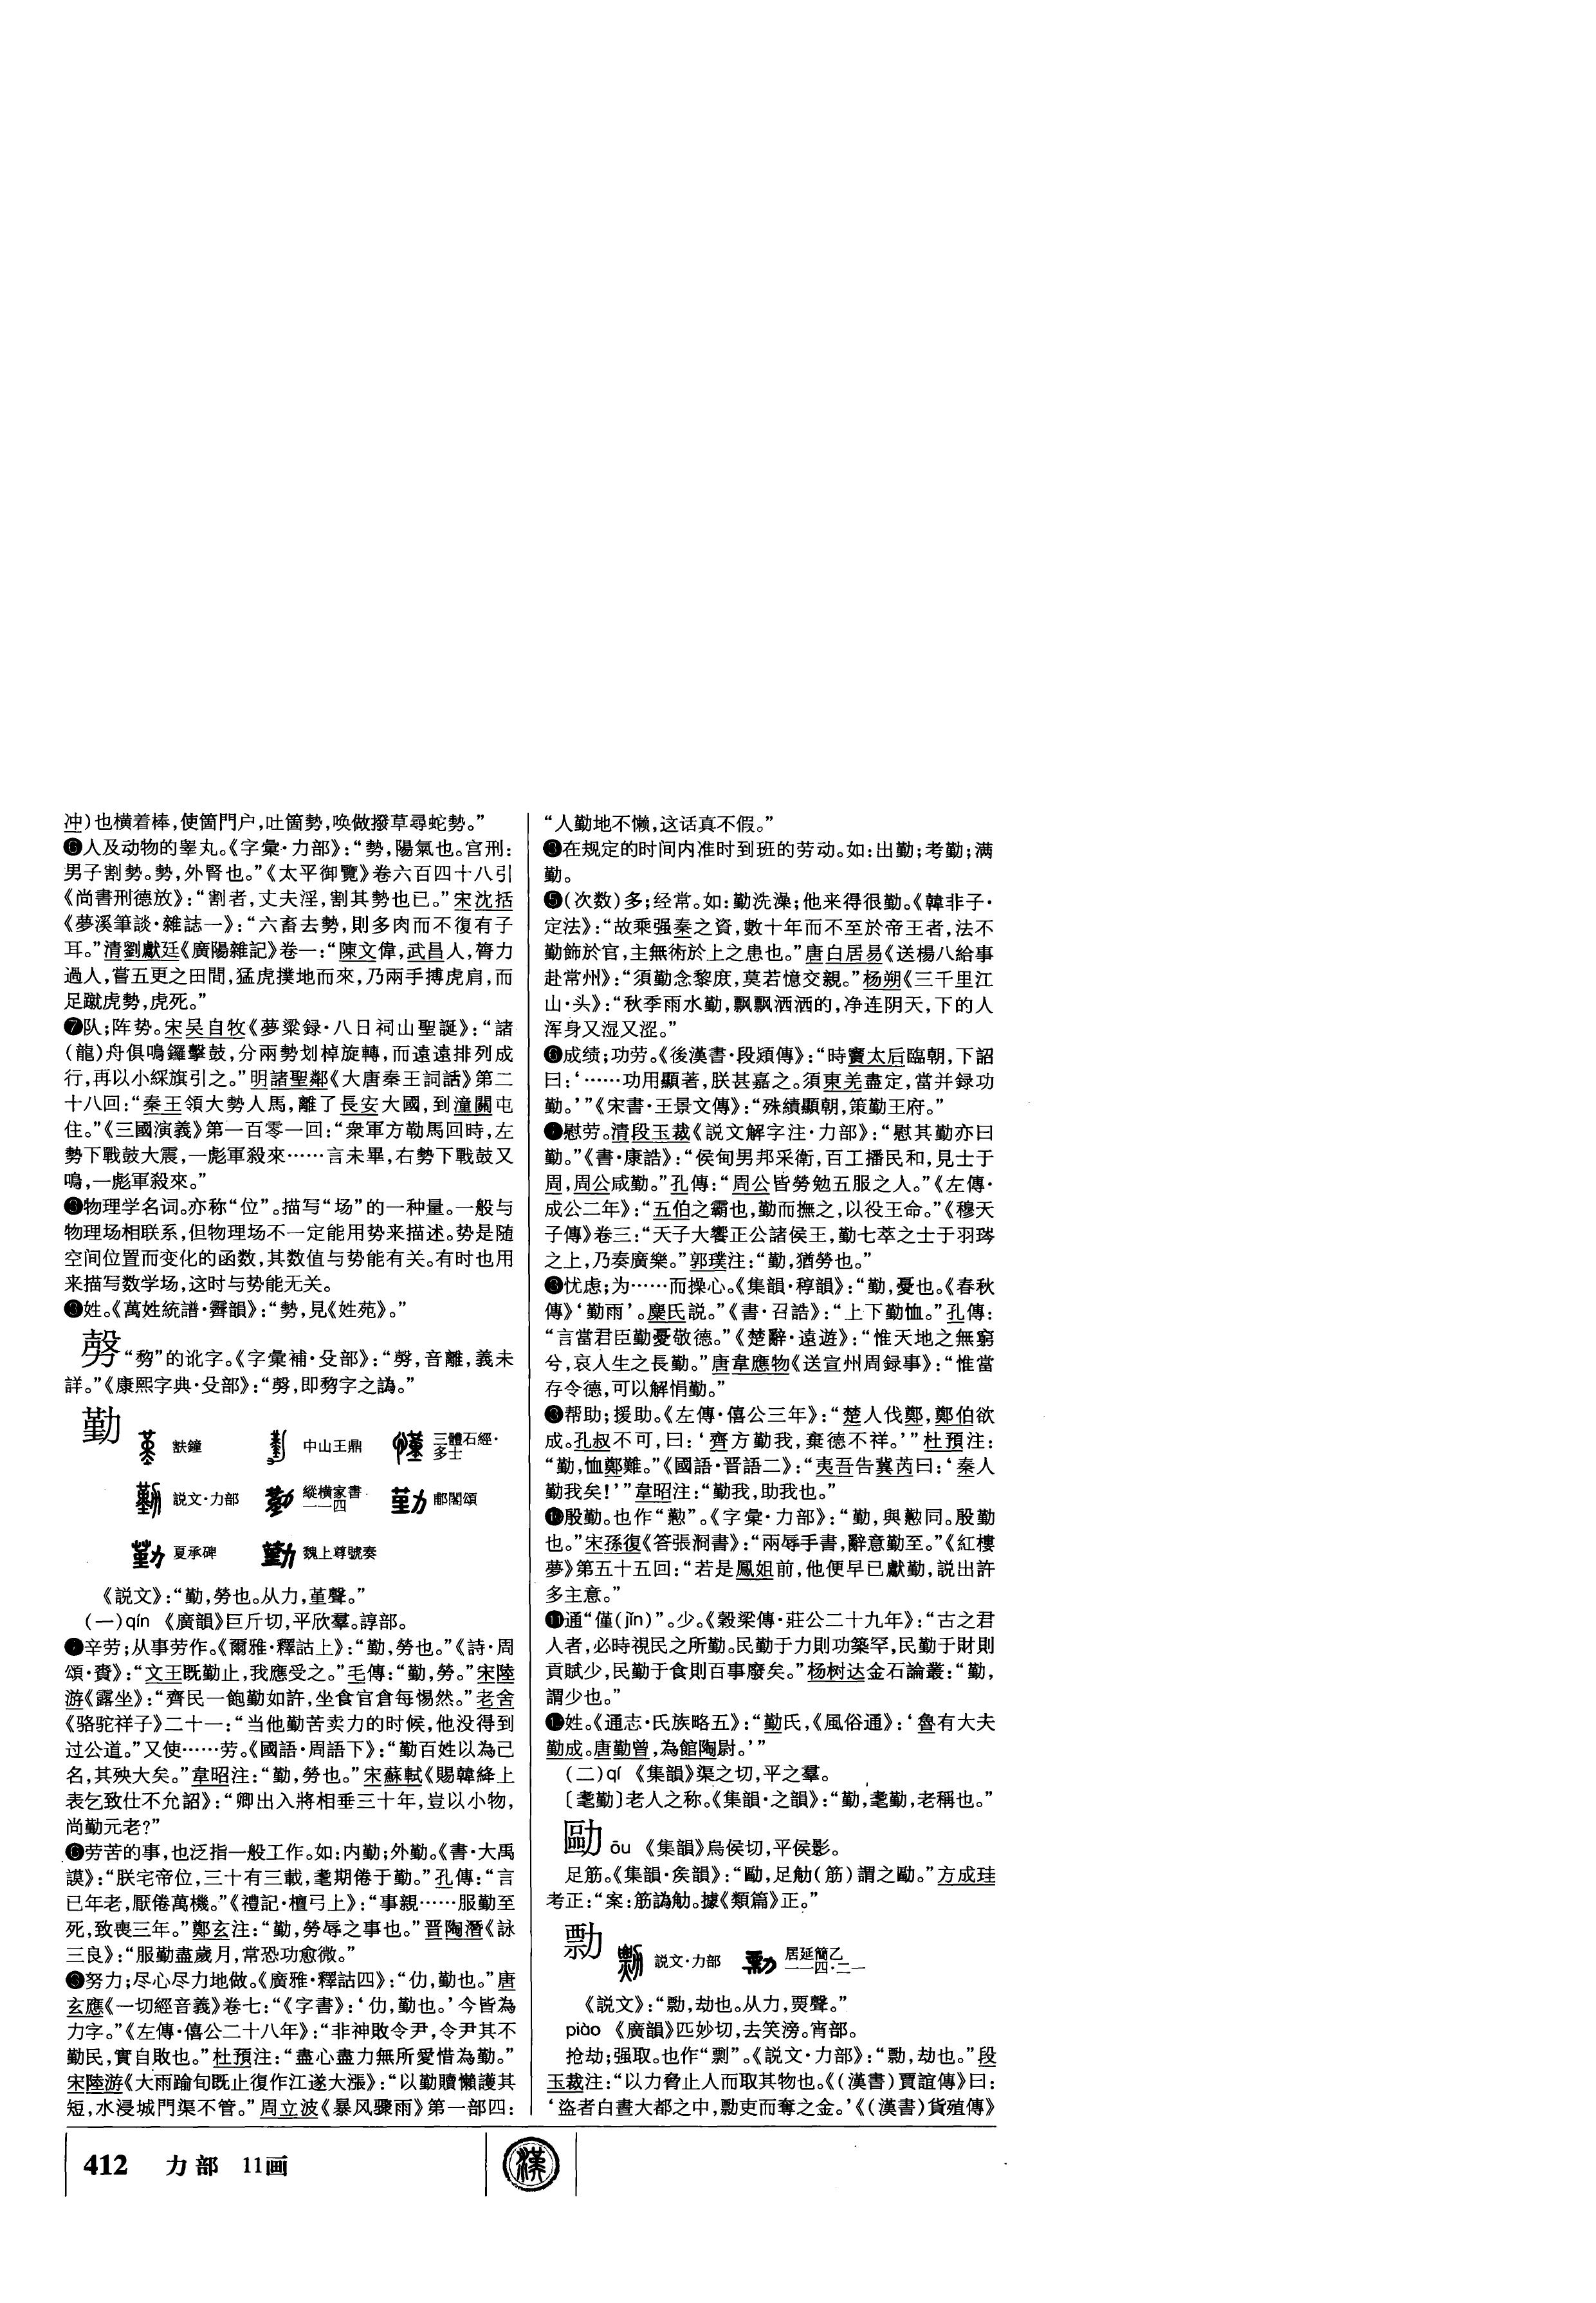 冲)也横着棒,使箇門户,吐箇勢,唤做撥草尋蛇勢。”
❻人及动物的睾丸。《字彙·力部》:“勢,陽氣也。宫刑:
男子割勢。勢,外腎也。”《太平御覽》卷六百四十八引
《尚書刑德放》:“割者,丈夫淫,割其勢也已。”宋沈括
《夢溪筆談·雜誌一》:“六畜去勢,則多肉而不復有子
耳。”清劉獻廷《廣陽雜記》卷一:“陳文偉,武昌人,膂力
過人,嘗五更之田間,猛虎撲地而來,乃兩手搏虎肩,而
足蹴虎勢,虎死。”
❼队;阵势。宋吴自牧《夢粱録·八日祠山聖誕》:“諸
(龍)舟俱鳴鑼擊鼓,分兩勢划棹旋轉,而遠遠排列成
行,再以小綵旗引之。”明諸聖鄰《大唐秦王詞話》第二
十八回:“秦王領大勢人馬,離了長安大國,到潼關屯
住。”《三國演義》第一百零一回:“衆軍方勒馬回時,左
勢下戰鼓大震,一彪軍殺來……言未畢,右勢下戰鼓又
鳴,一彪軍殺來。”
物理学名词。亦称“位”。描写“场”的一种量。一般与
物理场相联系,但物理场不一定能用势来描述。势是随
空间位置而变化的函数,其数值与势能有关。有时也用
来描写数学场,这时与势能无关。
姓。《萬姓統譜·霽韻》:“勢,見《姓苑》。”
“剺”的讹字。《字彙補·殳部》:“,音離,義未
詳。”《康熙字典·殳部》:“,即剺字之譌。”
勤 㝬鐘 中山王鼎 三體石經·多士
説文·力部 縱横家書一一四 郙閣頌
夏承碑 魏上尊號奏
《説文》:“勤,勞也。从力,堇聲。”
(一)qín 《廣韻》巨斤切,平欣羣。諄部。
辛劳;从事劳作。《爾雅·釋詁上》:“勤,勞也。”《詩·周
頌·賚》:“文王既勤止,我應受之。”毛傳:“勤,勞。”宋陸
游《露坐》:“齊民一飽勤如許,坐食官倉每惕然。”老舍
《骆驼祥子》二十一:“当他勤苦卖力的时候,他没得到
过公道。”又使……劳。《國語·周語下》:“勤百姓以為己
名,其殃大矣。”韋昭注:“勤,勞也。”宋蘇軾《賜韓絳上
表乞致仕不允詔》:“卿出入將相垂三十年,豈以小物,
尚勤元老?”
劳苦的事,也泛指一般工作。如:内勤;外勤。《書·大禹
謨》:“朕宅帝位,三十有三載,耄期倦于勤。”孔傳:“言
已年老,厭倦萬機。”《禮記·檀弓上》:“事親……服勤至
死,致喪三年。”鄭玄注:“勤,勞辱之事也。”晋陶潛《詠
三良》:“服勤盡歲月,常恐功愈微。”
❸努力;尽心尽力地做。《廣雅·釋詁四》:“仂,勤也。”唐
玄應《一切經音義》卷七:“《字書》:‘仂,勤也。’今皆為
力字。”《左傳·僖公二十八年》:“非神敗令尹,令尹其不
勤民,實自敗也。”杜預注:“盡心盡力無所愛惜為勤。”
宋陸游《大雨踰旬既止復作江遂大漲》:“以勤贖懶護其
短,水浸城門渠不管。”周立波《暴风骤雨》第一部四:
“人勤地不懒,这话真不假。”
在规定的时间内准时到班的劳动。如:出勤;考勤;满
勤。
❺(次数)多;经常。如:勤洗澡;他来得很勤。《韓非子·
定法》:“故乘强秦之資,數十年而不至於帝王者,法不
勤飾於官,主無術於上之患也。”唐白居易《送楊八給事
赴常州》:“須勤念黎庶,莫若憶交親。”杨朔《三千里江
山·头》:“秋季雨水勤,飘飘洒洒的,净连阴天,下的人
浑身又湿又涩。”
❻成绩;功劳。《後漢書·段熲傳》:“時竇太后臨朝,下詔
曰:‘……功用顯著,朕甚嘉之。須東羌盡定,當并録功
勤。’”《宋書·王景文傳》:“殊績顯朝,策勤王府。”
慰劳。清段玉裁《説文解字注·力部》:“慰其勤亦曰
勤。”《書·康誥》:“侯甸男邦采衛,百工播民和,見士于
周,周公咸勤。”孔傳:“周公皆勞勉五服之人。”《左傳·
成公二年》:“五伯之霸也,勤而撫之,以役王命。”《穆天
子傳》卷三:“天子大饗正公諸侯王,勤七萃之士于羽琌
之上,乃奏廣樂。”郭璞注:“勤,猶勞也。”
忧虑;为……而操心。《集韻·稕韻》:“勤,憂也。《春秋
傳》‘勤雨’。麋氏説。”《書·召誥》:“上下勤恤。”孔傳:
“言當君臣勤憂敬德。”《楚辭·遠遊》:“惟天地之無窮
兮,哀人生之長勤。”唐韋應物《送宣州周録事》:“惟當
存令德,可以解悁勤。”
帮助;援助。《左傳·僖公三年》:“楚人伐鄭,鄭伯欲
成。孔叔不可,曰:‘齊方勤我,棄德不祥。’”杜預注:
“勤,恤鄭難。”《國語·晋語二》:“夷吾告冀芮曰:‘秦人
勤我矣!’”韋昭注:“勤我,助我也。”
❿殷勤。也作“懃”。《字彙·力部》:“勤,與懃同。殷勤
也。”宋孫復《答張洞書》:“兩辱手書,辭意勤至。”《紅樓
夢》第五十五回:“若是鳳姐前,他便早已獻勤,説出許
多主意。”
⓫通“僅(jǐn)”。少。《穀梁傳·莊公二十九年》:“古之君
人者,必時視民之所勤。民勤于力則功築罕,民勤于財則
貢賦少,民勤于食則百事廢矣。”杨树达金石論叢:“勤,
謂少也。”
姓。《通志·氏族略五》:“勤氏,《風俗通》:‘魯有大夫
勤成。唐勤曾,為館陶尉。’”
(二)qí 《集韻》渠之切,平之羣。
〔耄勤〕老人之称。《集韻·之韻》:“勤,耄勤,老稱也。”
㔮 ōu 《集韻》烏侯切,平侯影。
足筋。《集韻·矦韻》:“㔮,足觔(筋)謂之㔮。”方成珪
考正:“案:筋譌觔。據《類篇》正。”
勡 説文·力部 居延簡乙一一四·二一
《説文》:“勡,劫也。从力,㶾聲。”
piào 《廣韻》匹妙切,去笑滂。宵部。
抢劫;强取。也作“剽”。《説文·力部》:“勡,劫也。”段
玉裁注:“以力脅止人而取其物也。《(漢書)賈誼傳》曰:
‘盜者白晝大都之中,勡吏而奪之金。’《(漢書)貨殖傳》
412 力部 11画
漢